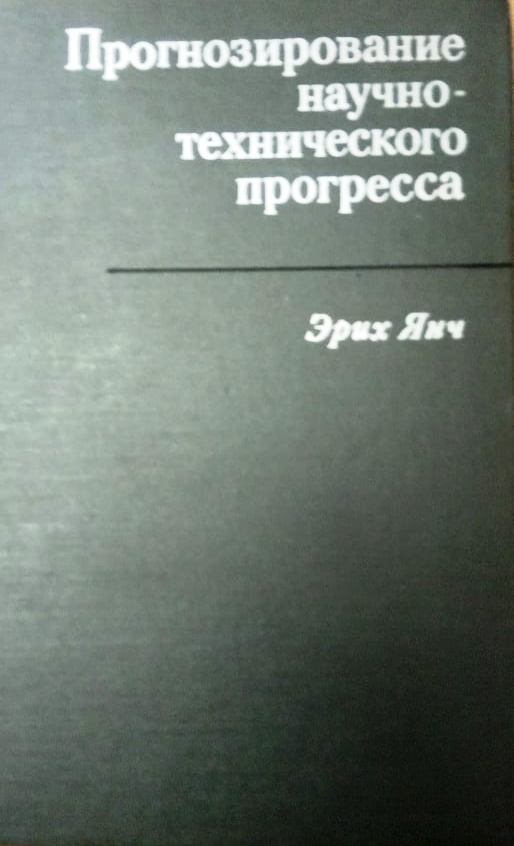 Прогнозирование
научно-
технического
прогресса
Эрих Янч